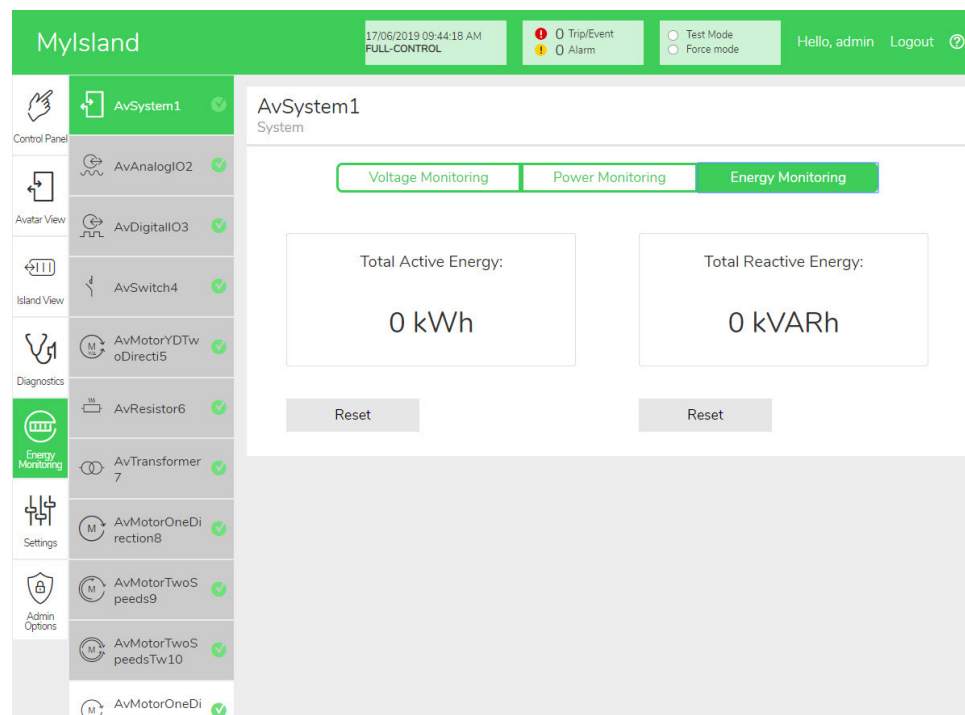 MyIsland
17/06/2019 09:44:18 AM
FULL-CONTROL
0 Trip/Event
0 Alarm
Test Mode
Force mode
Hello, admin
Logout
Control Panel
Avatar View
Island View
Diagnostics
Energy
Monitoring
Settings
Admin
Options
AvSystem1
AvAnalogIO2
AvDigitalIO3
AvSwitch4
AvMotorYDTw
oDirecti5
AvResistor6
AvTransformer
7
AvMotorOneDi
rection8
AvMotorTwoS
peeds9
AvMotorTwoS
peedsTw10
AvMotorOneDi
AvSystem1
System
Voltage Monitoring
Power Monitoring
Energy Monitoring
Total Active Energy:
0 kWh
Reset
Total Reactive Energy:
0 kVARh
Reset